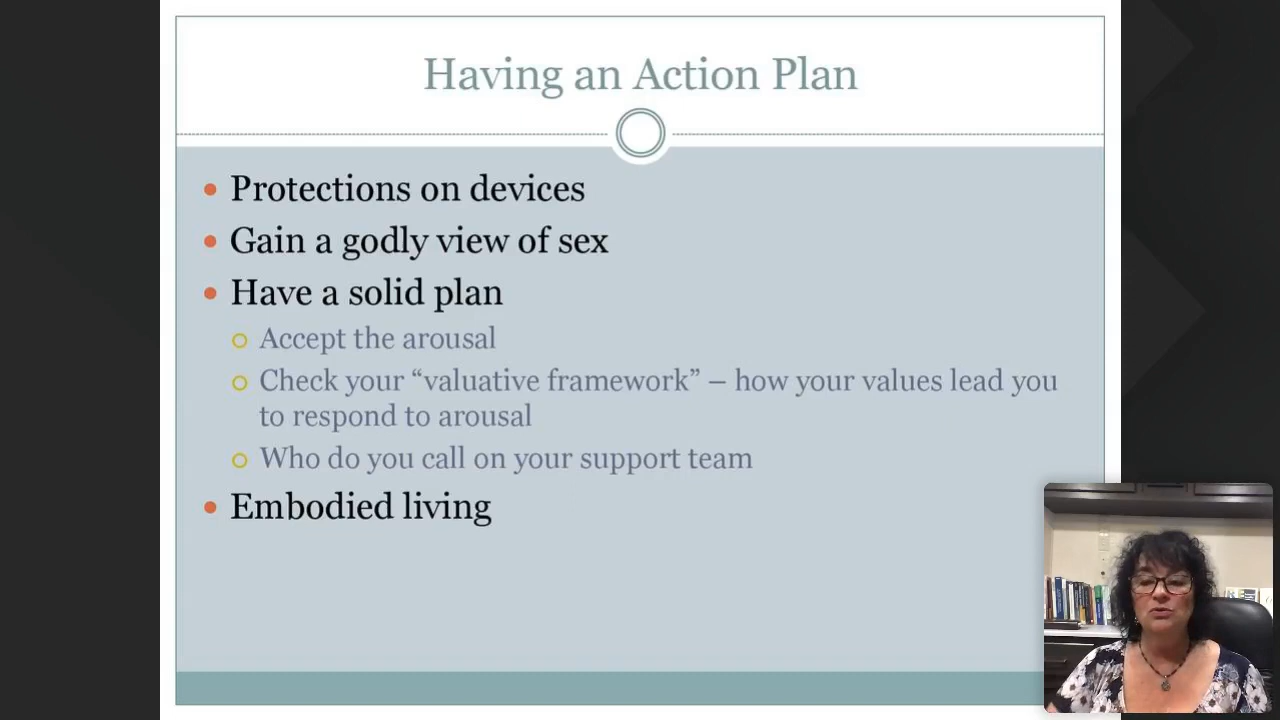 Having an Action Plan
Protections on devices
Gain a godly view of sex
Have a solid plan
Accept the arousal
Check your “valuative framework” – how your values lead you
to respond to arousal
Who do you call on your support team
Embodied living